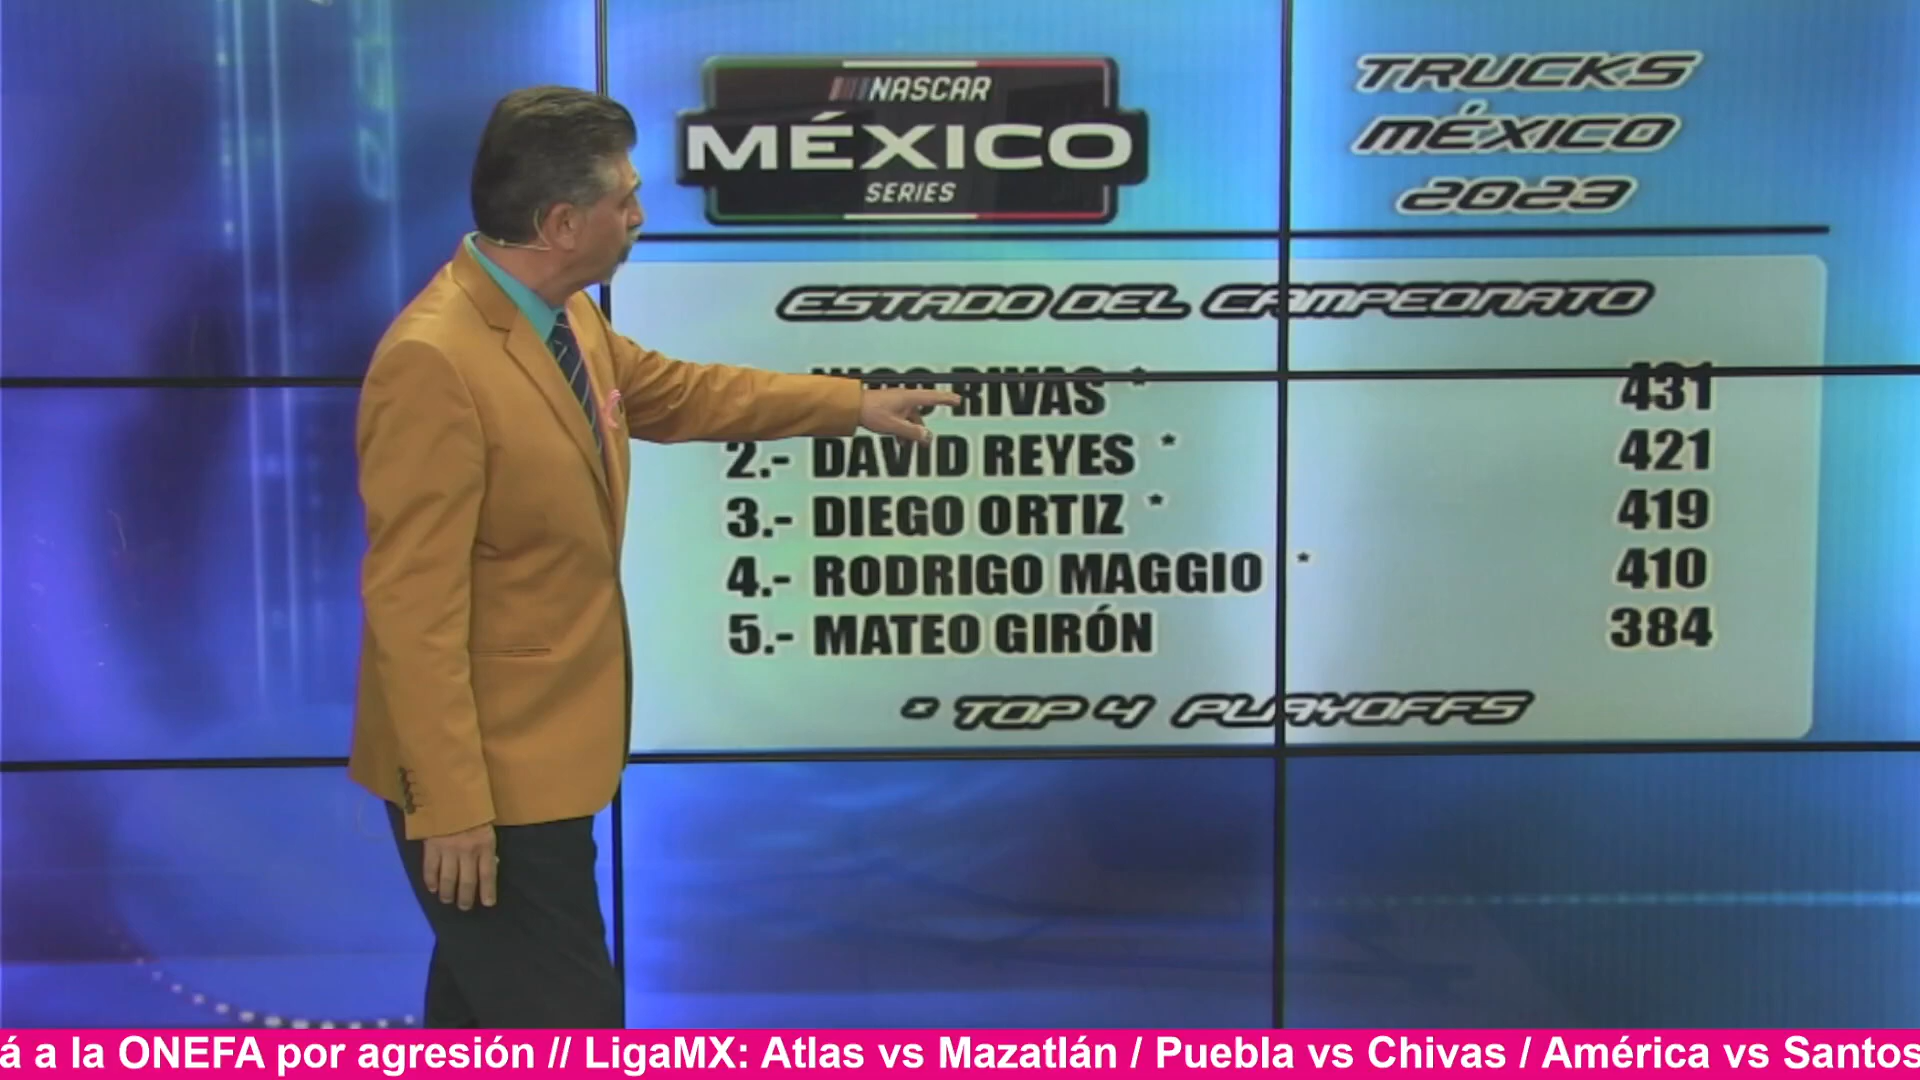 NASCAR
MÉXICO
SERIES
TRUCKS
MÉXICO
2023
ESTADO DEL CAMPEONATO
RIVAS * 431
2.- DAVID REYES * 421
3.- DIEGO ORTIZ * 419
4.- RODRIGO MAGGIO * 410
5.- MATEO GIRÓN 384
* TOP 4 PLAYOFFS
á a la ONEFA por agresión // LigaMX: Atlas vs Mazatlán / Puebla vs Chivas / América vs Santos